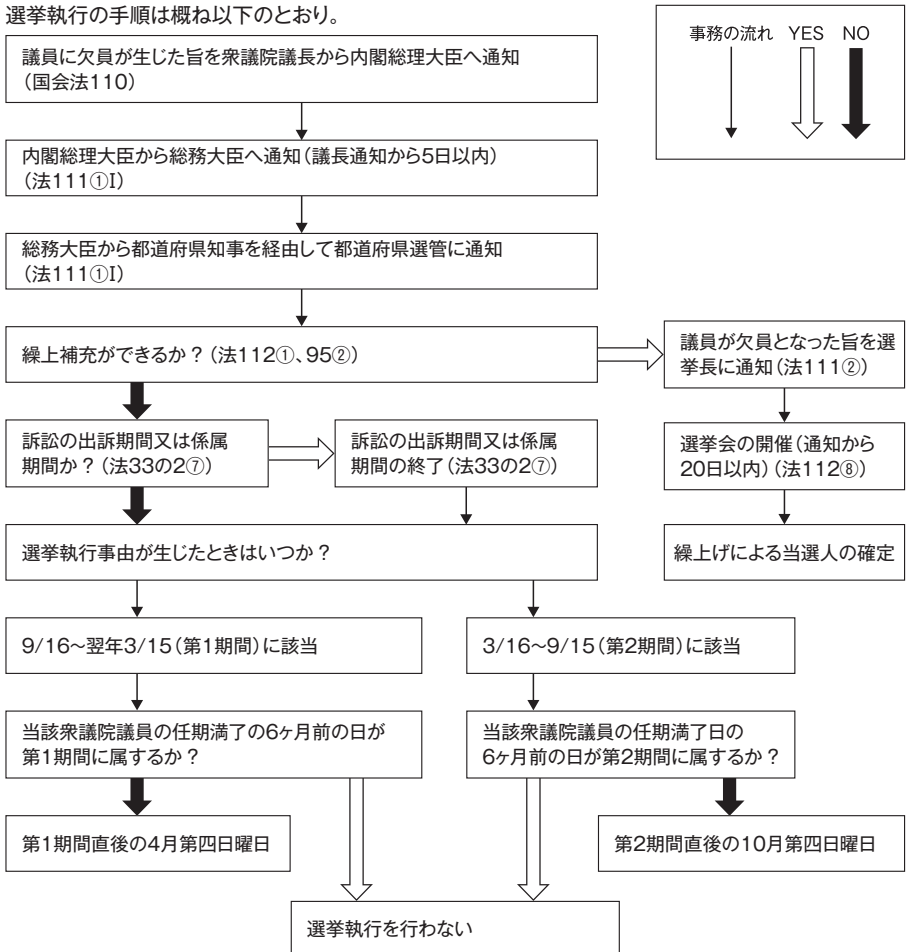 選挙執行の手順は概ね以下のとおり。
事務の流れ YES NO
議員に欠員が生じた旨を衆議院議長から内閣総理大臣へ通知
（国会法110）
内閣総理大臣から総務大臣へ通知（議長通知から5日以内）
（法111①I）
総務大臣から都道府県知事を経由して都道府県選管に通知
（法111①I）
繰上補充ができるか？（法112①、95②）
議員が欠員となった旨を選
挙長に通知（法111②）
訴訟の出訴期間又は係属
期間か？（法33の2⑦）
訴訟の出訴期間又は係属
期間の終了（法33の2⑦）
選挙会の開催（通知から
20日以内）（法112⑧）
選挙執行事由が生じたときはいつか？
繰上げによる当選人の確定
9/16～翌年3/15（第1期間）に該当
3/16～9/15（第2期間）に該当
当該衆議院議員の任期満了の6ヶ月前の日が
第1期間に属するか？
当該衆議院議員の任期満了日の
6ヶ月前の日が第2期間に属するか？
第1期間直後の4月第四日曜日
第2期間直後の10月第四日曜日
選挙執行を行わない